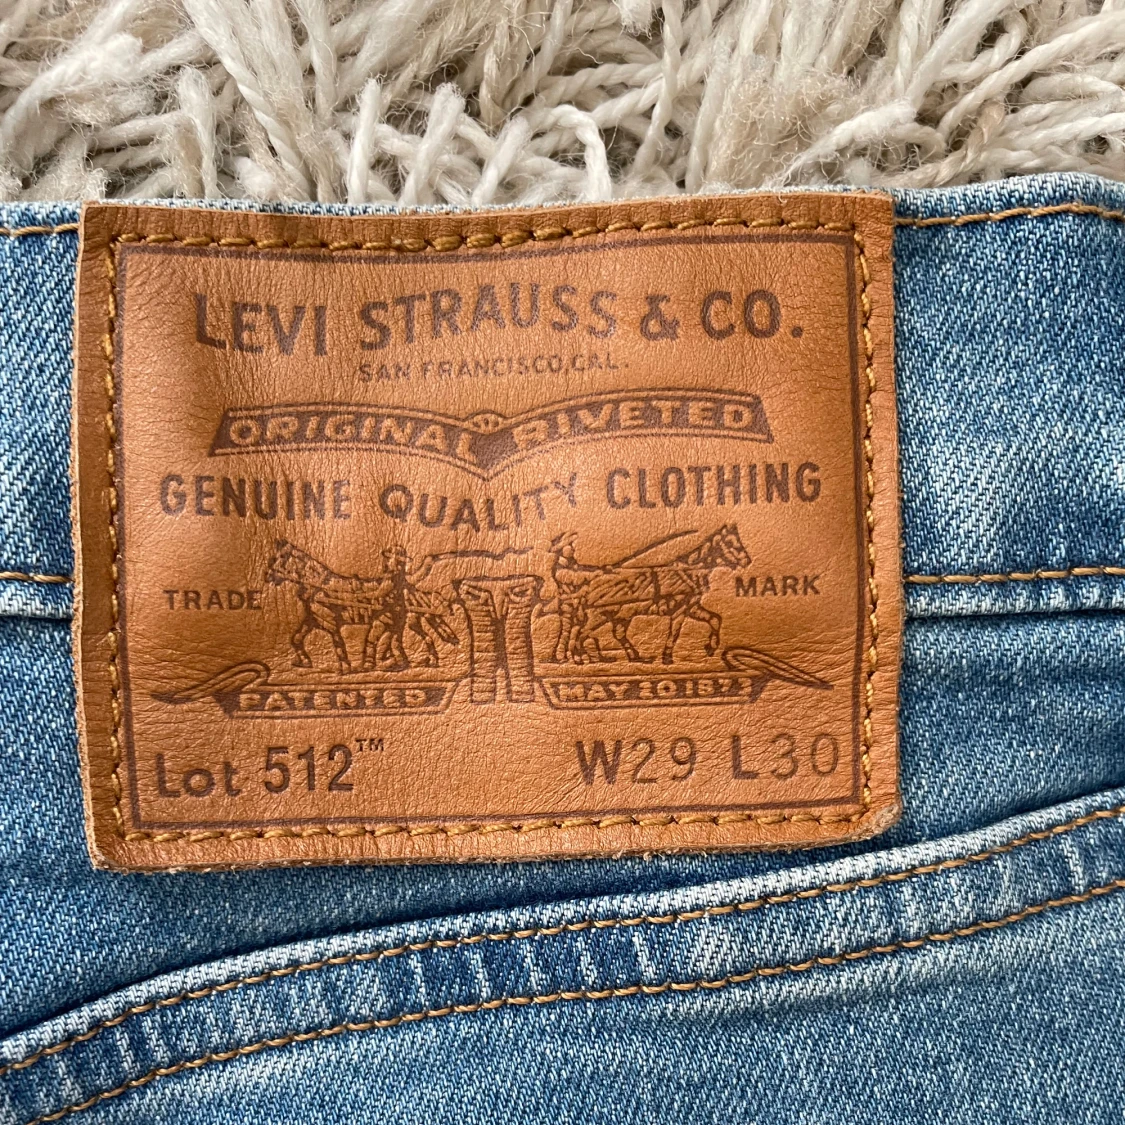 LEVI STRAUSS & CO.
SAN FRANCISCO, CAL.
ORIGINAL RIVETED
GENUINE QUALITY CLOTHING
TRADE MARK
PATENTED MAY 20 1873
Lot 512™ W29 L30